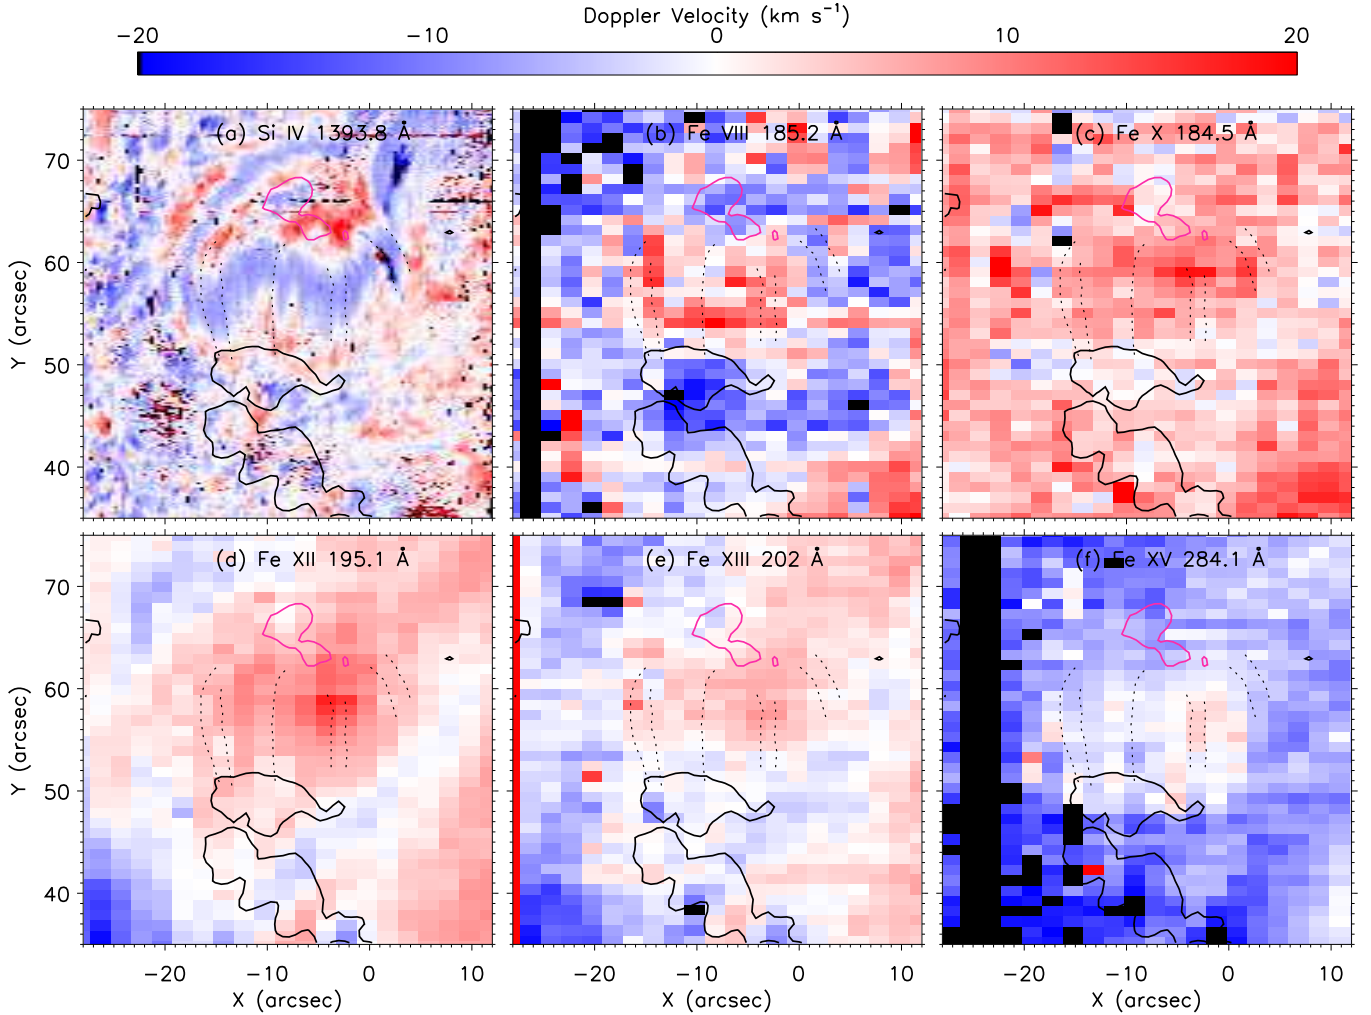 Doppler Velocity (km s⁻¹)
−20 −10 0 10 20
(a) Si IV 1393.8 Å
(b) Fe VIII 185.2 Å
(c) Fe X 184.5 Å
70
60
50
40
Y (arcsec)
(d) Fe XII 195.1 Å
(e) Fe XIII 202 Å
(f) Fe XV 284.1 Å
70
60
50
40
Y (arcsec)
−20 −10 0 10
−20 −10 0 10
−20 −10 0 10
X (arcsec)
X (arcsec)
X (arcsec)